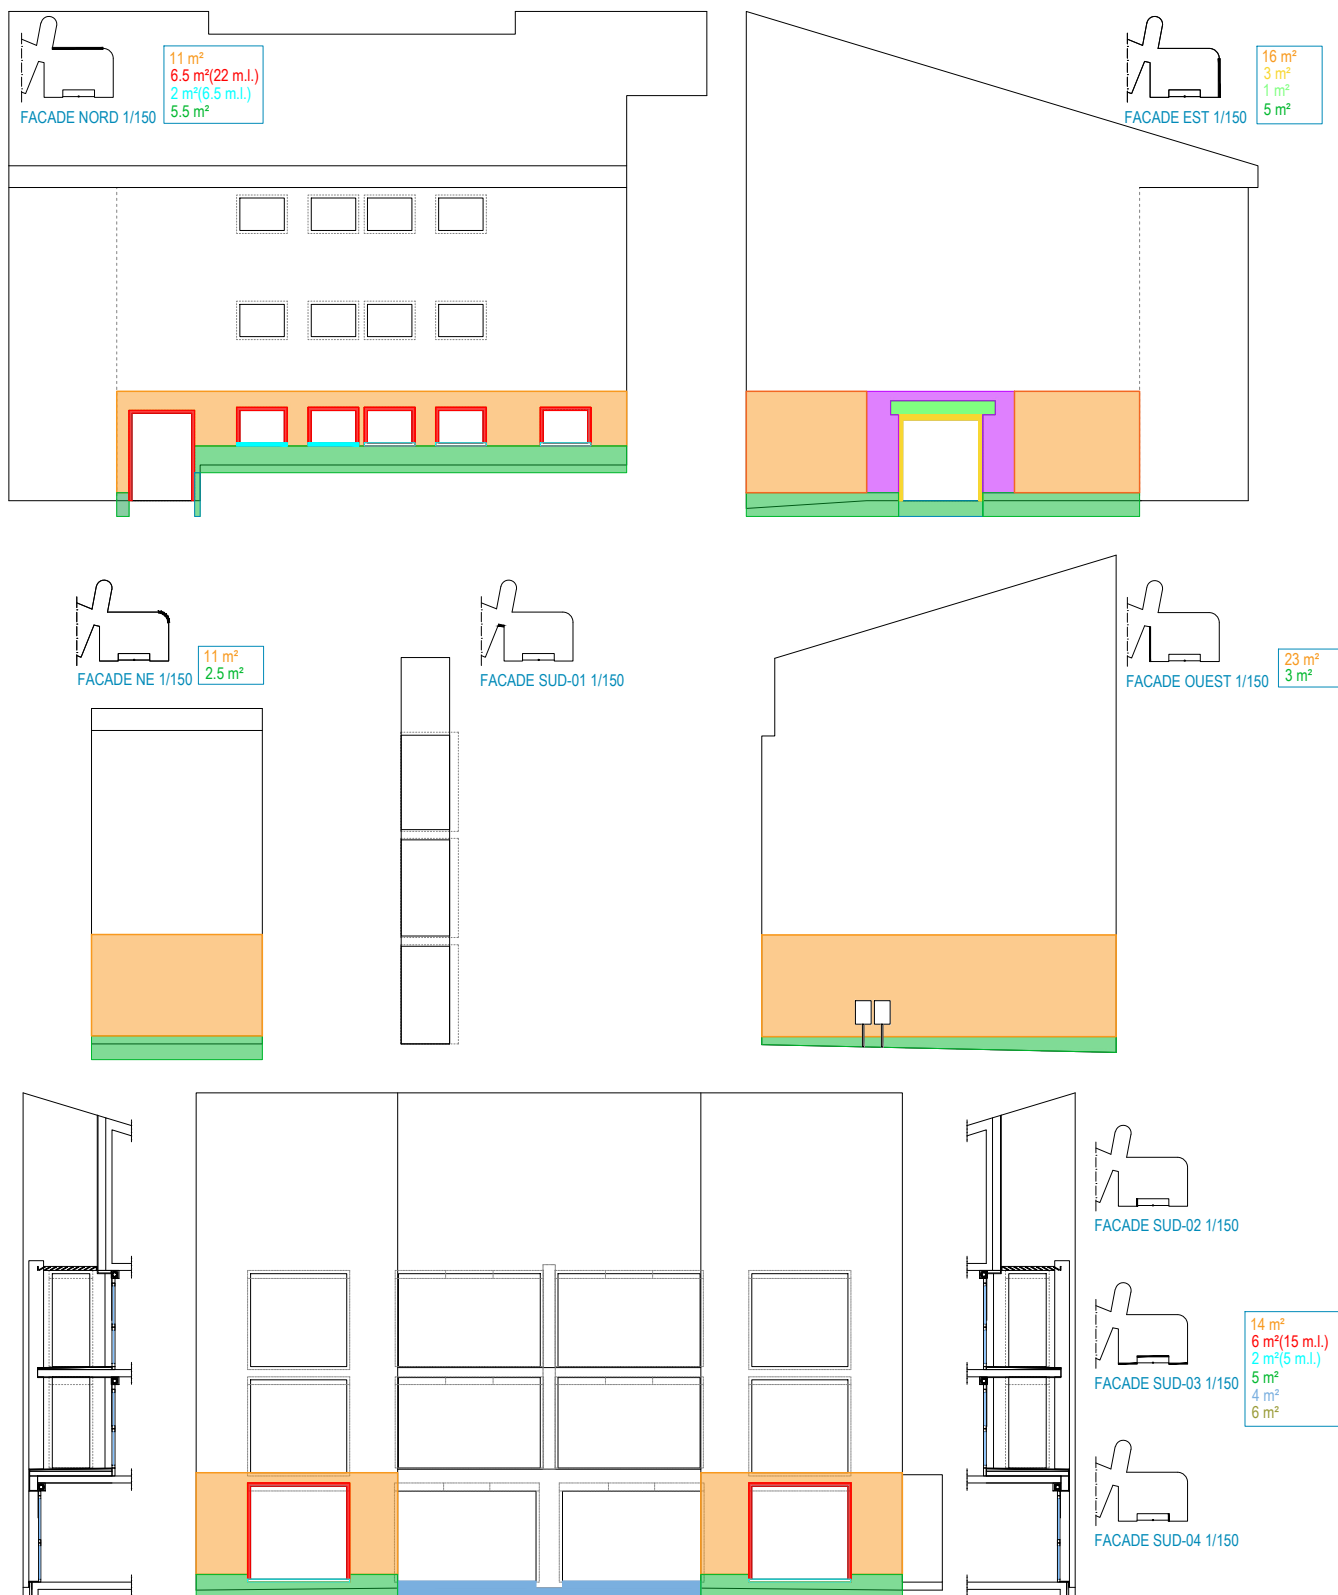 11 m²
6.5 m²(22 m.l.)
2 m²(6.5 m.l.)
5.5 m²
FACADE NORD 1/150
16 m²
3 m²
1 m²
5 m²
FACADE EST 1/150
11 m²
2.5 m²
FACADE NE 1/150
FACADE SUD-01 1/150
23 m²
3 m²
FACADE OUEST 1/150
FACADE SUD-02 1/150
14 m²
6 m²(15 m.l.)
2 m²(5 m.l.)
5 m²
4 m²
6 m²
FACADE SUD-03 1/150
FACADE SUD-04 1/150